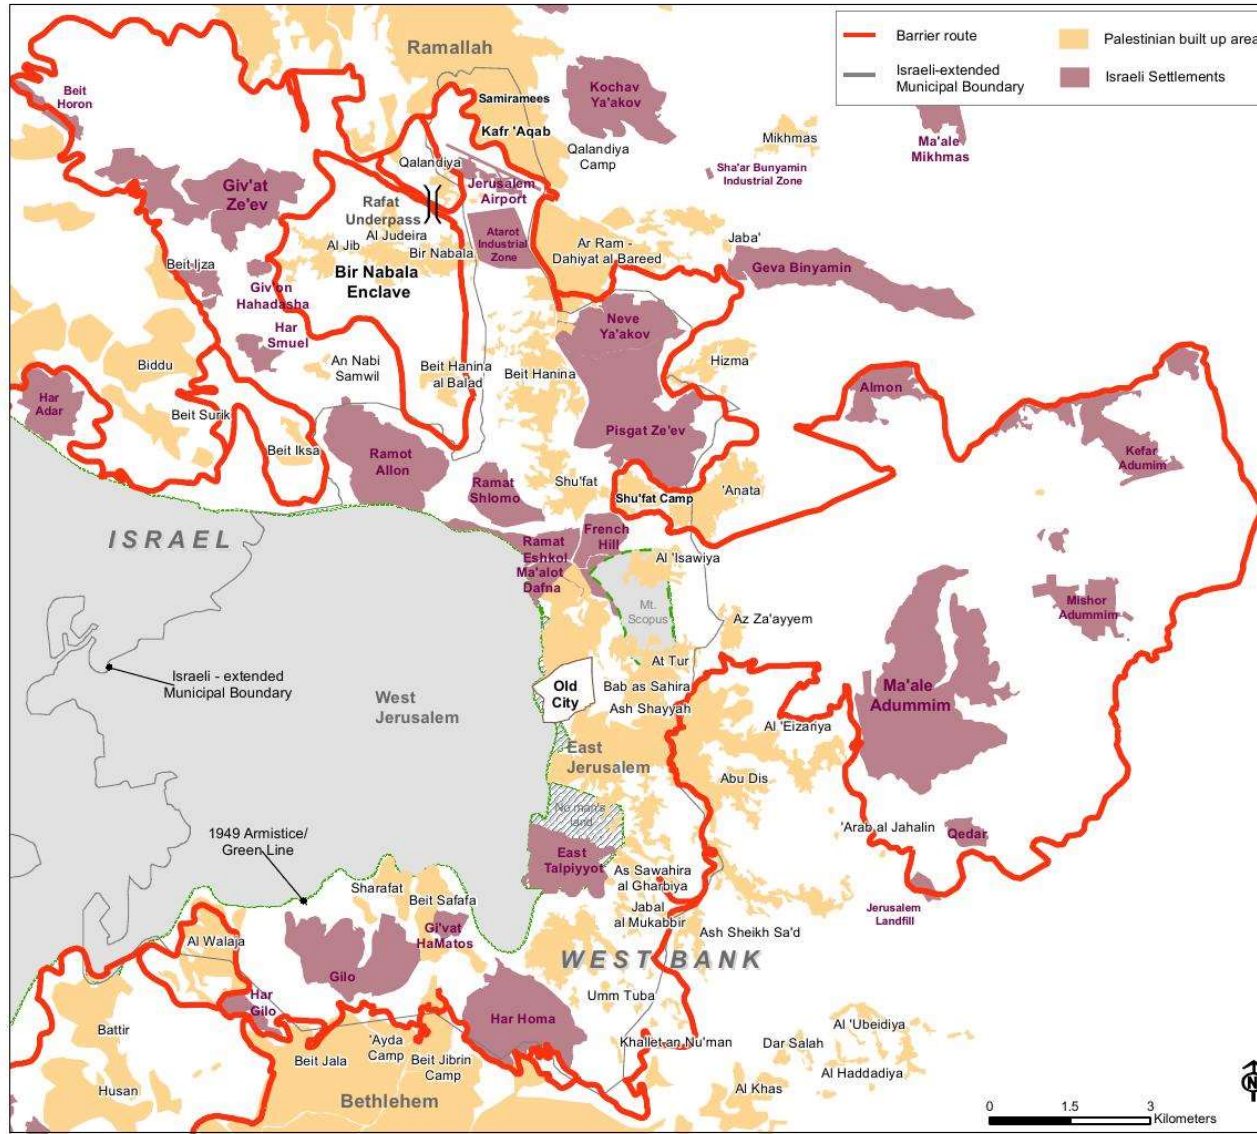 Barrier route
Palestinian built up area
Israeli-extended
Municipal Boundary
Israeli Settlements
Ramallah
Beit
Horon
Samiramees
Kafr 'Aqab
Kochav
Ya'akov
Mikhmas
Ma'ale
Mikhmas
Qalandiya
Qalandiya
Camp
Sha'ar Bunyamin
Industrial Zone
Giv'at
Ze'ev
Jerusalem
Airport
Rafat
Underpass
Al Judeira
Al Jib
Bir Nabala
Atarot
Industrial
Zone
Ar Ram -
Dahiyat al Bareed
Jaba'
Beit Ijza
Bir Nabala
Enclave
Geva Binyamin
Giv'on
Hahadasha
Har
Smuel
Neve
Ya'akov
Biddu
An Nabi
Samwil
Beit Hanina
al Balad
Beit Hanina
Hizma
Har
Adar
Almon
Beit Surik
Beit Iksa
Ramot
Allon
Pisgat Ze'ev
Kefar
Adumim
Ramat
Shlomo
Shu'fat
Shu'fat Camp
'Anata
ISRAEL
Ramat
Eshkol
French
Hill
Ma'alot
Dafna
Al 'Isawiya
Mt.
Scopus
Az Za'ayyem
Mishor
Adummim
Israeli - extended
Municipal Boundary
At Tur
West
Jerusalem
Old
City
Bab as Sahira
Ash Shayyah
Ma'ale
Adummim
Al 'Eizariya
East
Jerusalem
Abu Dis
No man's
land
1949 Armistice/
Green Line
'Arab al Jahalin
Qedar
East
Talpiyyot
As Sawahira
al Gharbiya
Sharafat
Beit Safafa
Jabal
al Mukabbir
Jerusalem
Landfill
Gi'vat
HaMatos
Ash Sheikh Sa'd
Al Walaja
WEST BANK
Gilo
Har
Gilo
Umm Tuba
Har Homa
Battir
Khallet an Nu'man
Al 'Ubeidiya
Dar Salah
Al Haddadiya
Beit Jala
'Ayda
Camp
Beit Jibrin
Camp
Husan
Bethlehem
Al Khas
N
0 1.5 3
Kilometers